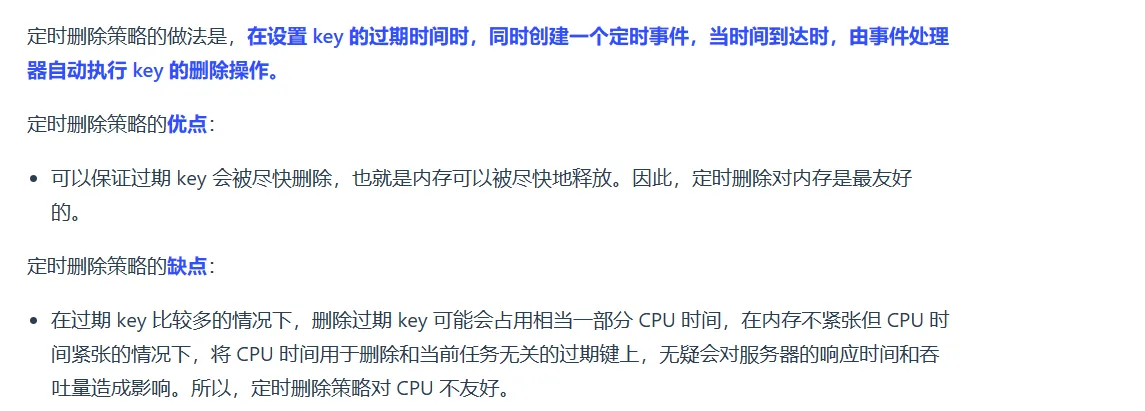 定时删除策略的做法是，在设置 key 的过期时间时，同时创建一个定时事件，当时间到达时，由事件处理
器自动执行 key 的删除操作。
定时删除策略的优点：
• 可以保证过期 key 会被尽快删除，也就是内存可以被尽快地释放。因此，定时删除对内存是最友好
的。
定时删除策略的缺点：
• 在过期 key 比较多的情况下，删除过期 key 可能会占用相当一部分 CPU 时间，在内存不紧张但 CPU 时
间紧张的情况下，将 CPU 时间用于删除和当前任务无关的过期键上，无疑会对服务器的响应时间和吞
吐量造成影响。所以，定时删除策略对 CPU 不友好。